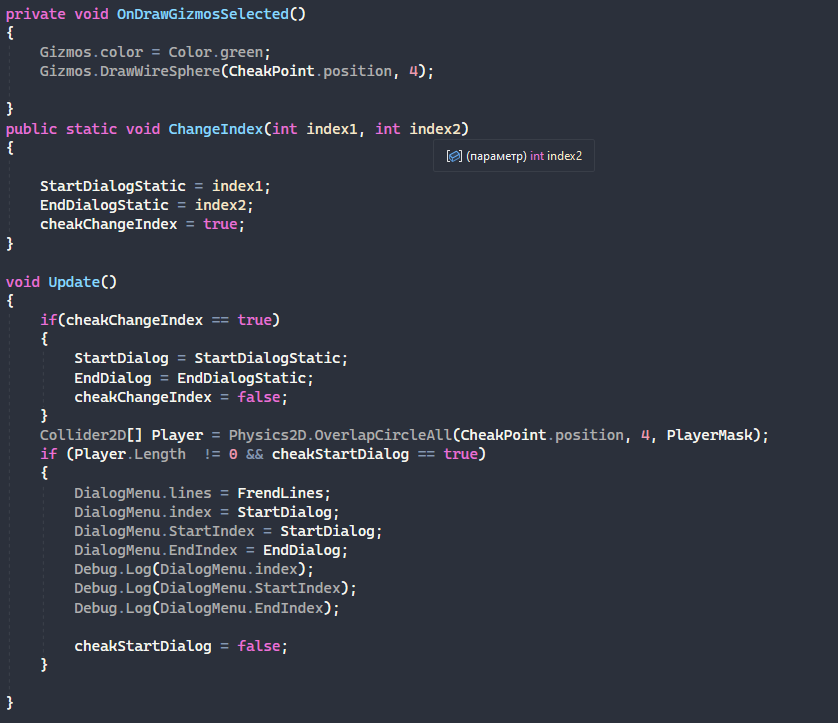 private void OnDrawGizmosSelected()
{
Gizmos.color = Color.green;
Gizmos.DrawWireSphere(CheakPoint.position, 4);
}
public static void ChangeIndex(int index1, int index2)
{
(параметр) int index2
StartDialogStatic = index1;
EndDialogStatic = index2;
cheakChangeIndex = true;
}
void Update()
{
if(cheakChangeIndex == true)
{
StartDialog = StartDialogStatic;
EndDialog = EndDialogStatic;
cheakChangeIndex = false;
}
Collider2D[] Player = Physics2D.OverlapCircleAll(CheakPoint.position, 4, PlayerMask);
if (Player.Length  != 0 && cheakStartDialog == true)
{
DialogMenu.lines = FrendLines;
DialogMenu.index = StartDialog;
DialogMenu.StartIndex = StartDialog;
DialogMenu.EndIndex = EndDialog;
Debug.Log(DialogMenu.index);
Debug.Log(DialogMenu.StartIndex);
Debug.Log(DialogMenu.EndIndex);
cheakStartDialog = false;
}
}